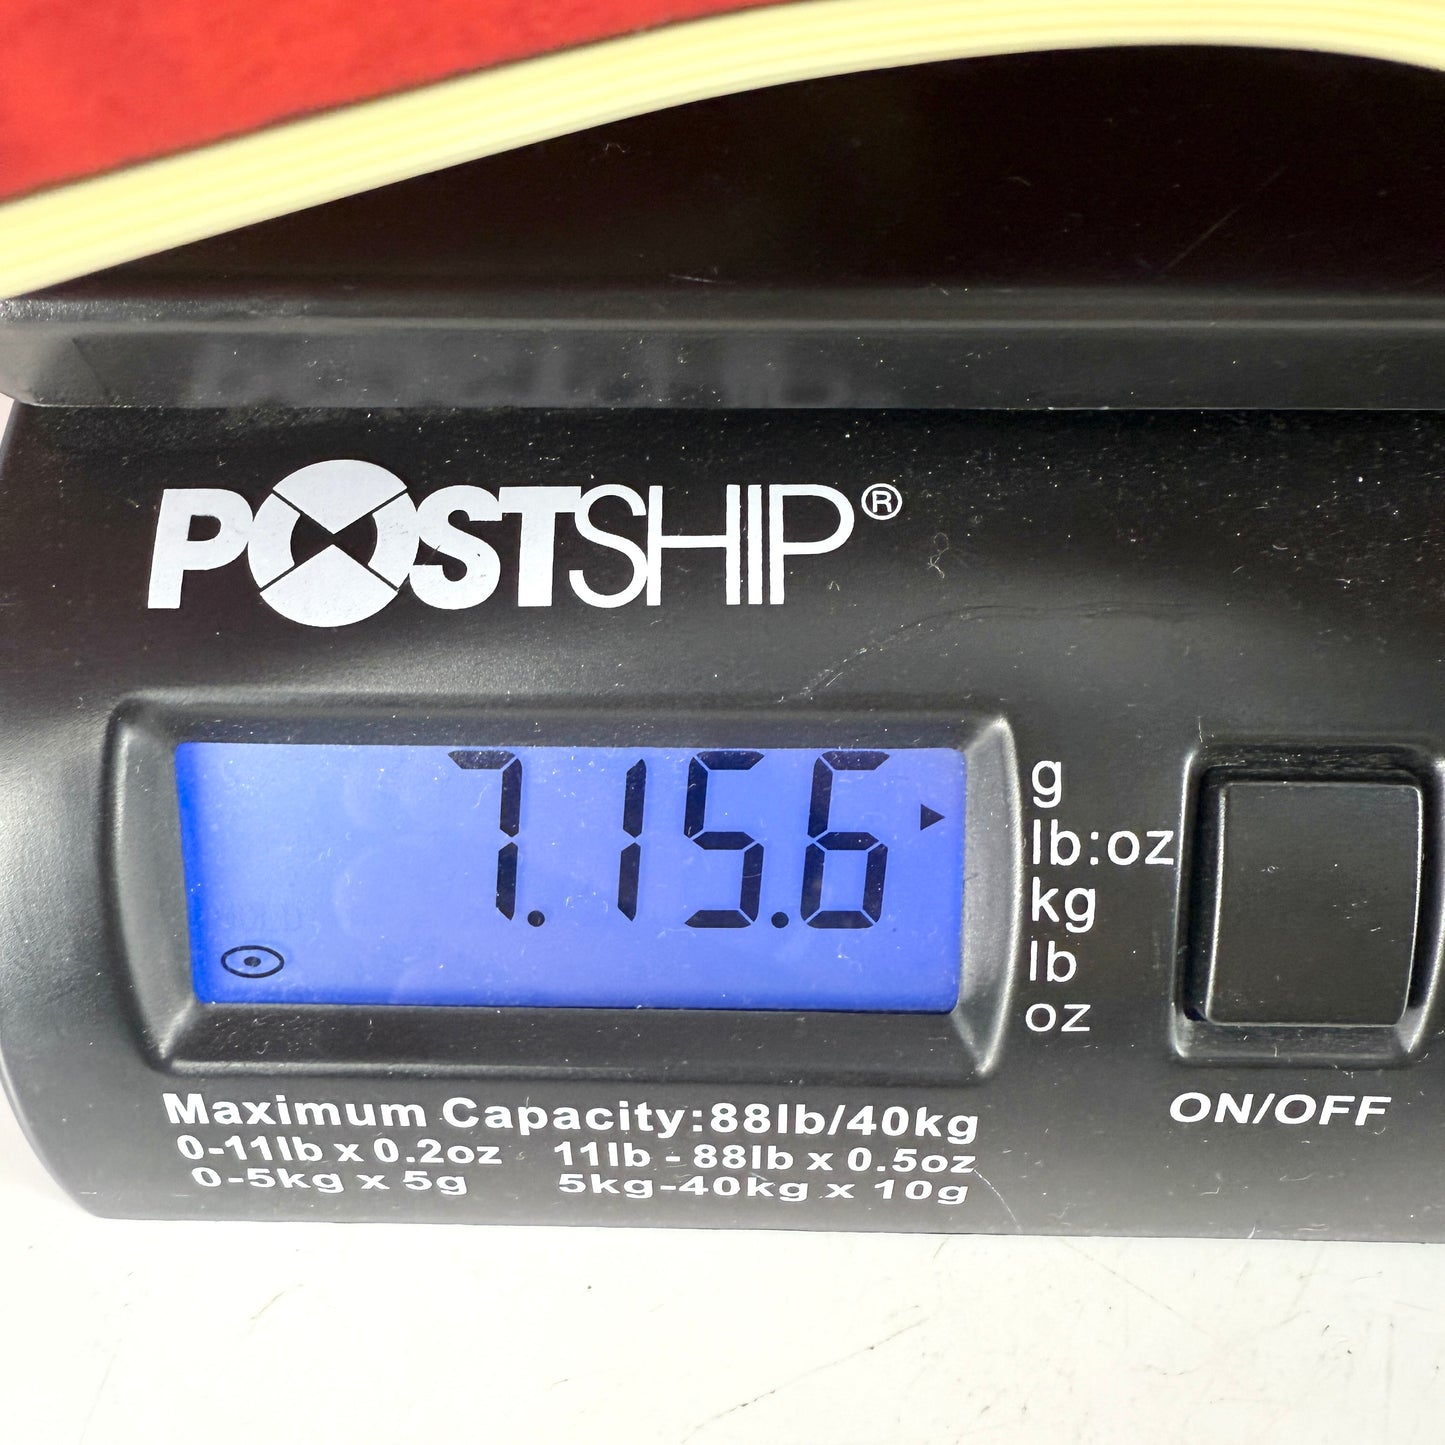 POSTSHIP®
7.15.6
g
lb:oz
kg
lb
oz
ON/OFF
Maximum Capacity:88lb/40kg
0-11lb x 0.2oz 11lb - 88lb x 0.5oz
0-5kg x 5g 5kg-40kg x 10g